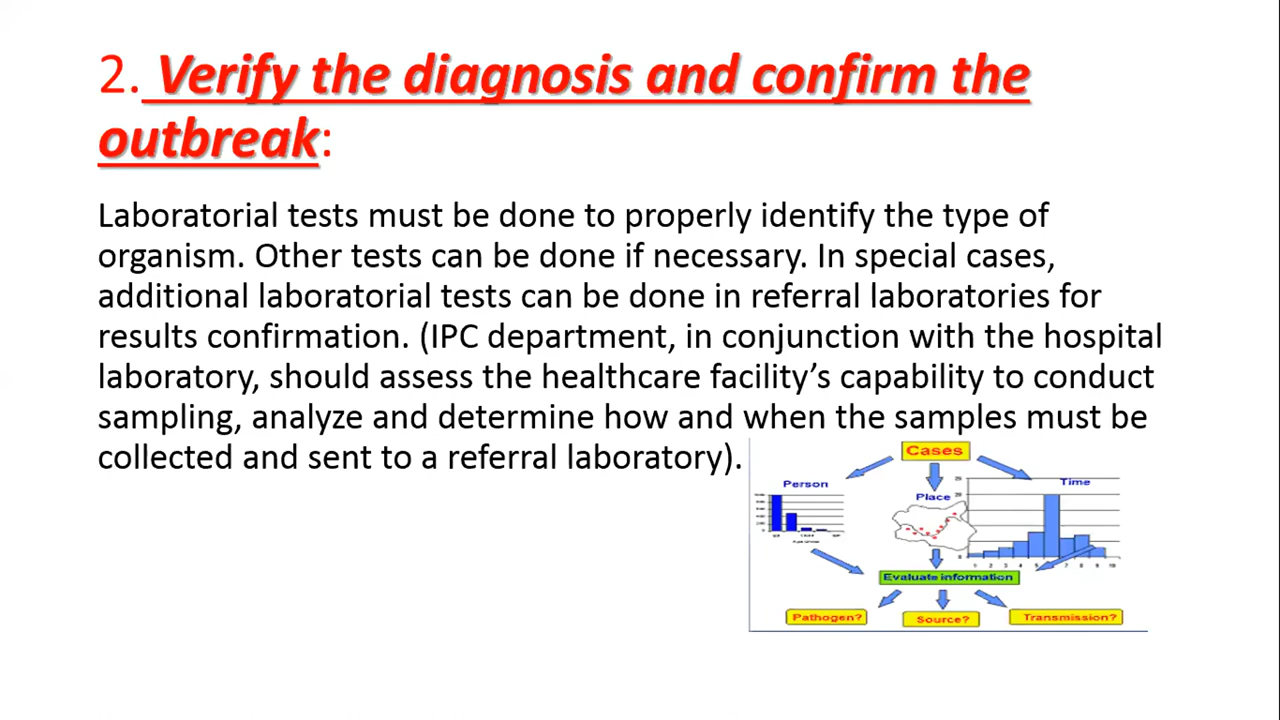 2. Verify the diagnosis and confirm the
outbreak:
Laboratorial tests must be done to properly identify the type of
organism. Other tests can be done if necessary. In special cases,
additional laboratorial tests can be done in referral laboratories for
results confirmation. (IPC department, in conjunction with the hospital
laboratory, should assess the healthcare facility’s capability to conduct
sampling, analyze and determine how and when the samples must be
collected and sent to a referral laboratory).
Cases
Person
Place
Time
Evaluate information
Pathogen?
Source?
Transmission?